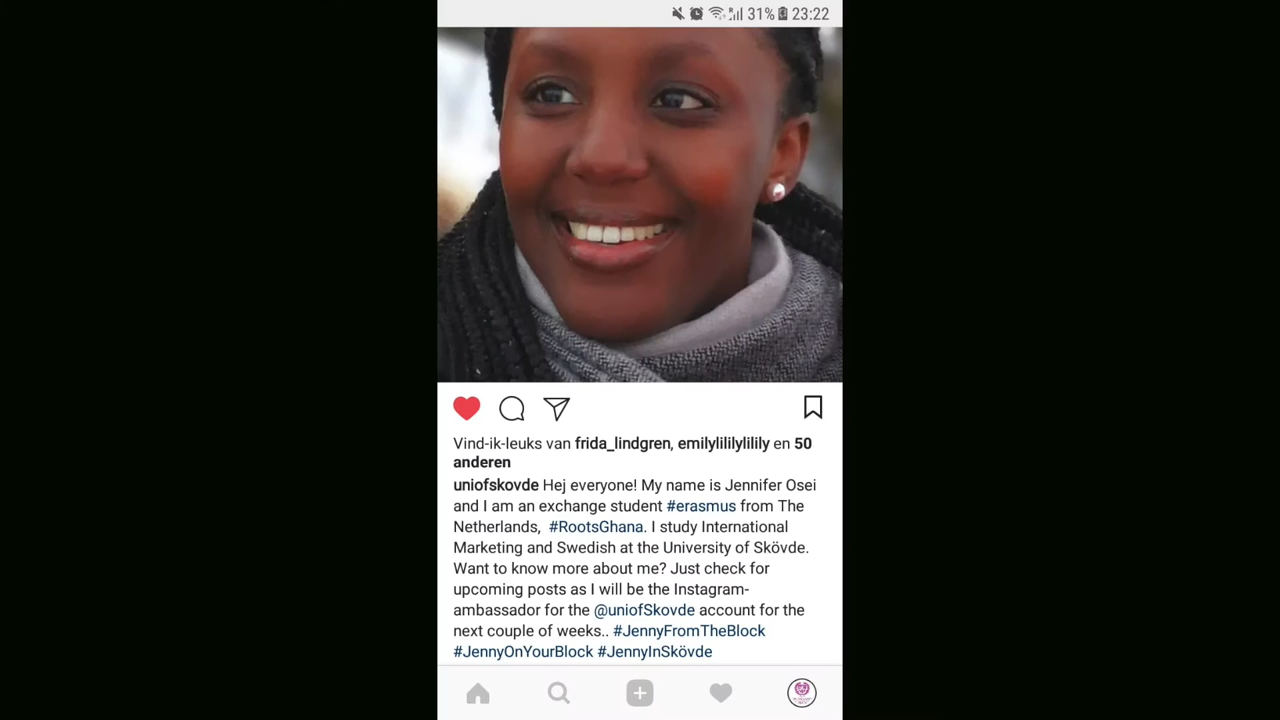 31% 23:22
Vind-ik-leuks van frida_lindgren, emilylililylilily en 50
anderen
uniofskovde Hej everyone! My name is Jennifer Osei
and I am an exchange student #erasmus from The
Netherlands, #RootsGhana. I study International
Marketing and Swedish at the University of Skövde.
Want to know more about me? Just check for
upcoming posts as I will be the Instagram-
ambassador for the @uniofSkovde account for the
next couple of weeks.. #JennyFromTheBlock
#JennyOnYourBlock #JennyInSkövde